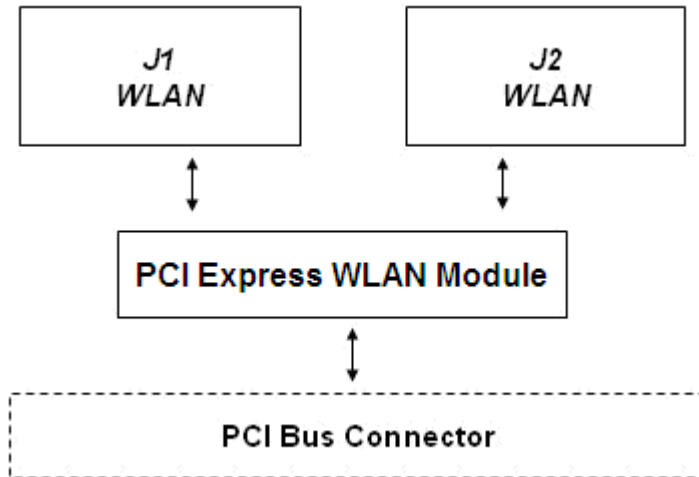 J1
WLAN
J2
WLAN
PCI Express WLAN Module
PCI Bus Connector